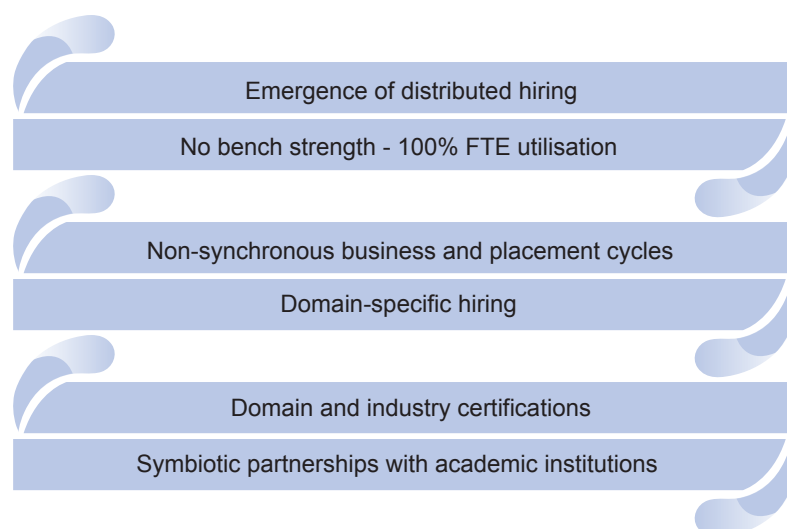 Emergence of distributed hiring
No bench strength - 100% FTE utilisation
Non-synchronous business and placement cycles
Domain-specific hiring
Domain and industry certifications
Symbiotic partnerships with academic institutions